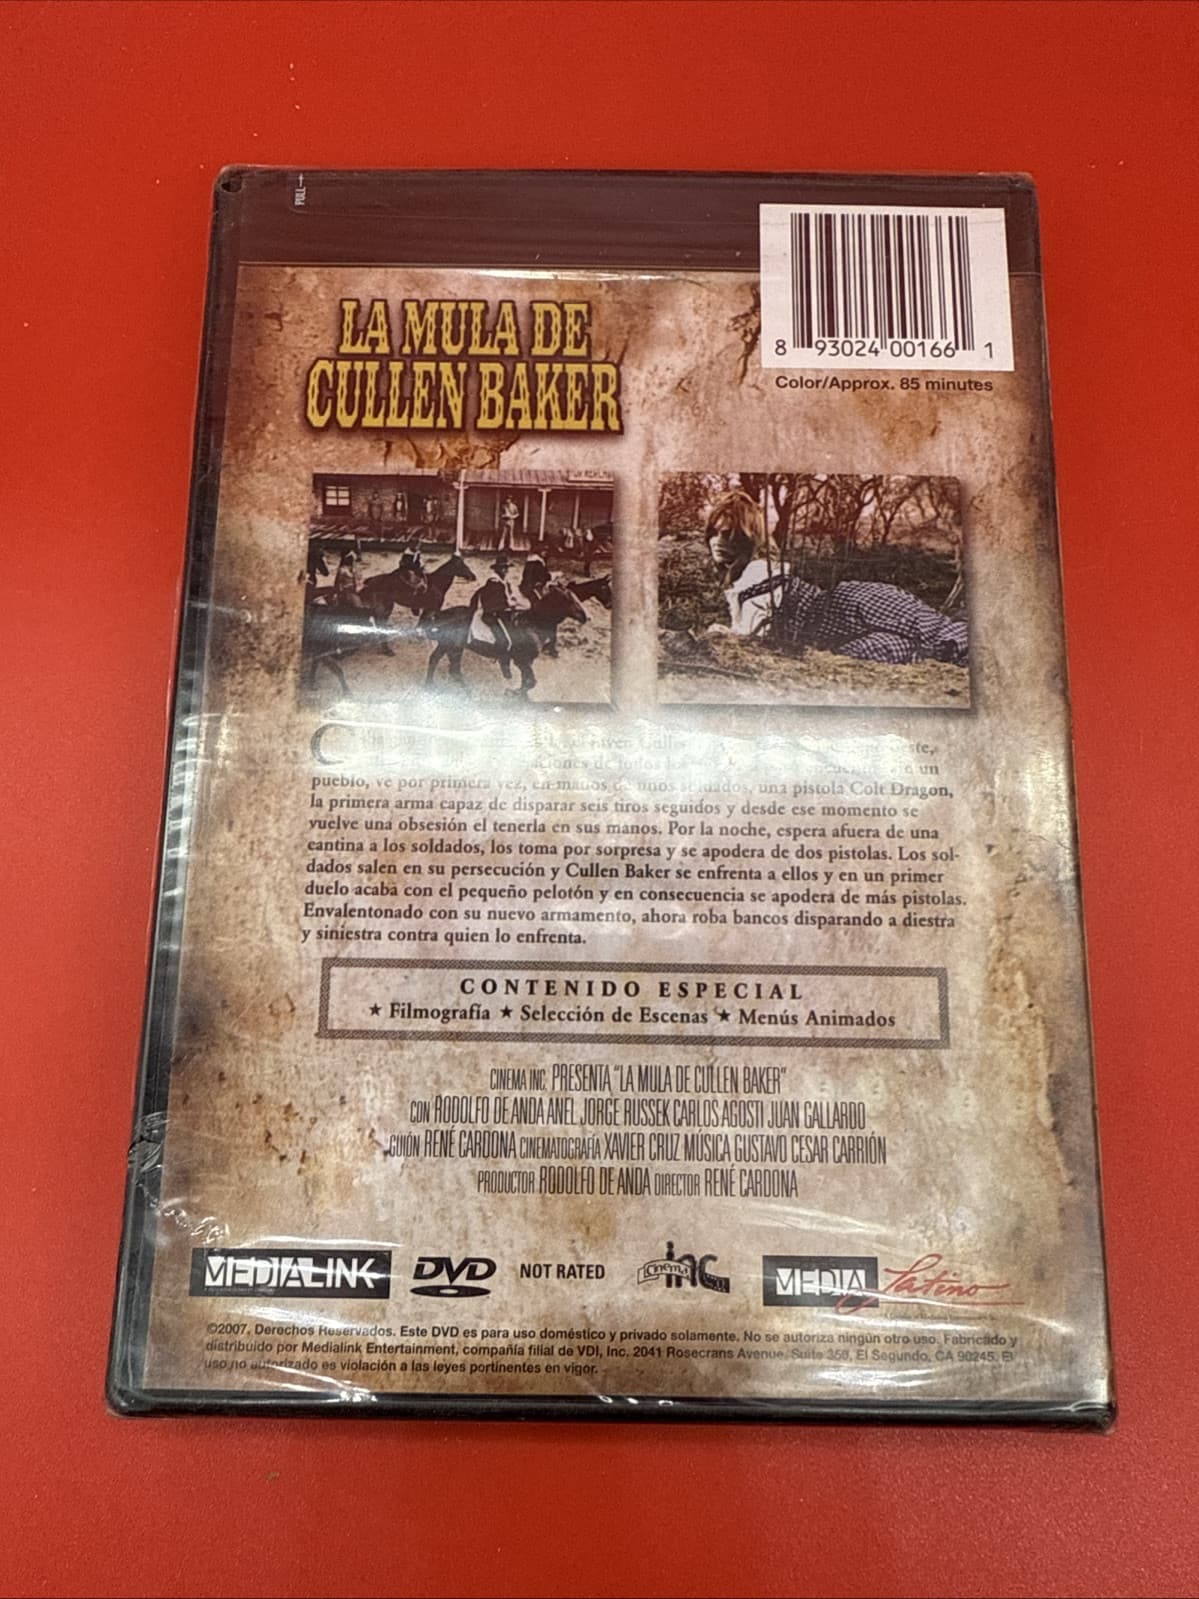 PULL→
8 93024 00166 1
Color/Approx. 85 minutes
LA MULA DE
CULLEN BAKER
pueblo, ve por primera vez, en manos de unos soldados, una pistola Colt Dragon,
la primera arma capaz de disparar seis tiros seguidos y desde ese momento se
vuelve una obsesión el tenerla en sus manos. Por la noche, espera afuera de una
cantina a los soldados, los toma por sorpresa y se apodera de dos pistolas. Los sol-
dados salen en su persecución y Cullen Baker se enfrenta a ellos y en un primer
duelo acaba con el pequeño pelotón y en consecuencia se apodera de más pistolas.
Envalentonado con su nuevo armamento, ahora roba bancos disparando a diestra
y siniestra contra quien lo enfrenta.
CONTENIDO ESPECIAL
★ Filmografía ★ Selección de Escenas ★ Menús Animados
CINEMA INC. PRESENTA "LA MULA DE CULLEN BAKER"
CON RODOLFO DE ANDA ANEL JORGE RUSSEK CARLOS AGOSTI JUAN GALLARDO
GUIÓN RENÉ CARDONA CINEMATOGRAFÍA XAVIER CRUZ MÚSICA GUSTAVO CESAR CARRIÓN
PRODUCTOR RODOLFO DE ANDA DIRECTOR RENÉ CARDONA
MEDIALINK DVD NOT RATED Cinema inc MEDIA Latino
©2007. Derechos Reservados. Este DVD es para uso doméstico y privado solamente. No se autoriza ningún otro uso. Fabricado y
distribuido por Medialink Entertainment, compañía filial de VDI, Inc. 2041 Rosecrans Avenue, Suite 350, El Segundo, CA 90245. El
uso no autorizado es violación a las leyes pertinentes en vigor.